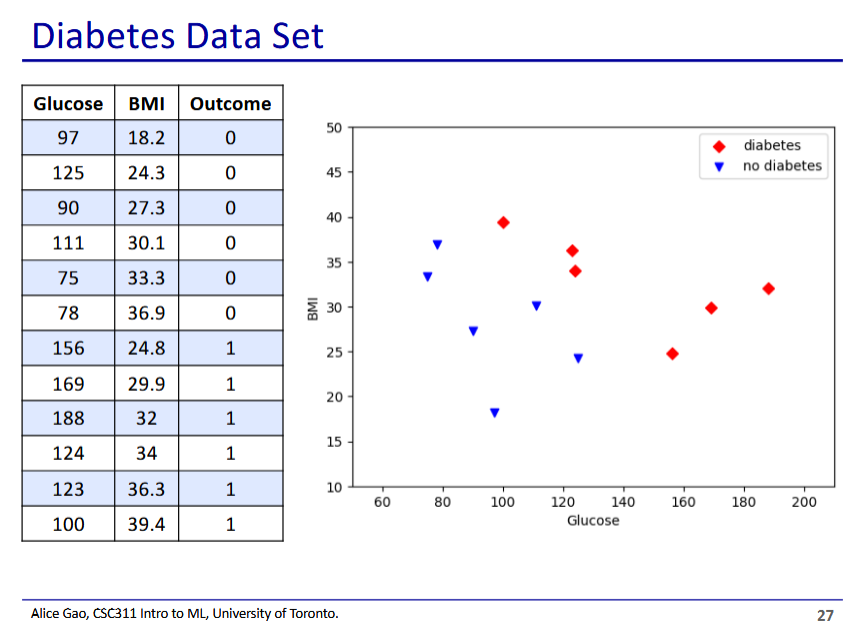 Diabetes Data Set
Glucose BMI Outcome
97 18.2 0
125 24.3 0
90 27.3 0
111 30.1 0
75 33.3 0
78 36.9 0
156 24.8 1
169 29.9 1
188 32 1
124 34 1
123 36.3 1
100 39.4 1
diabetes
no diabetes
50
45
40
35
30
25
20
15
10
BMI
60 80 100 120 140 160 180 200
Glucose
Alice Gao, CSC311 Intro to ML, University of Toronto.
27